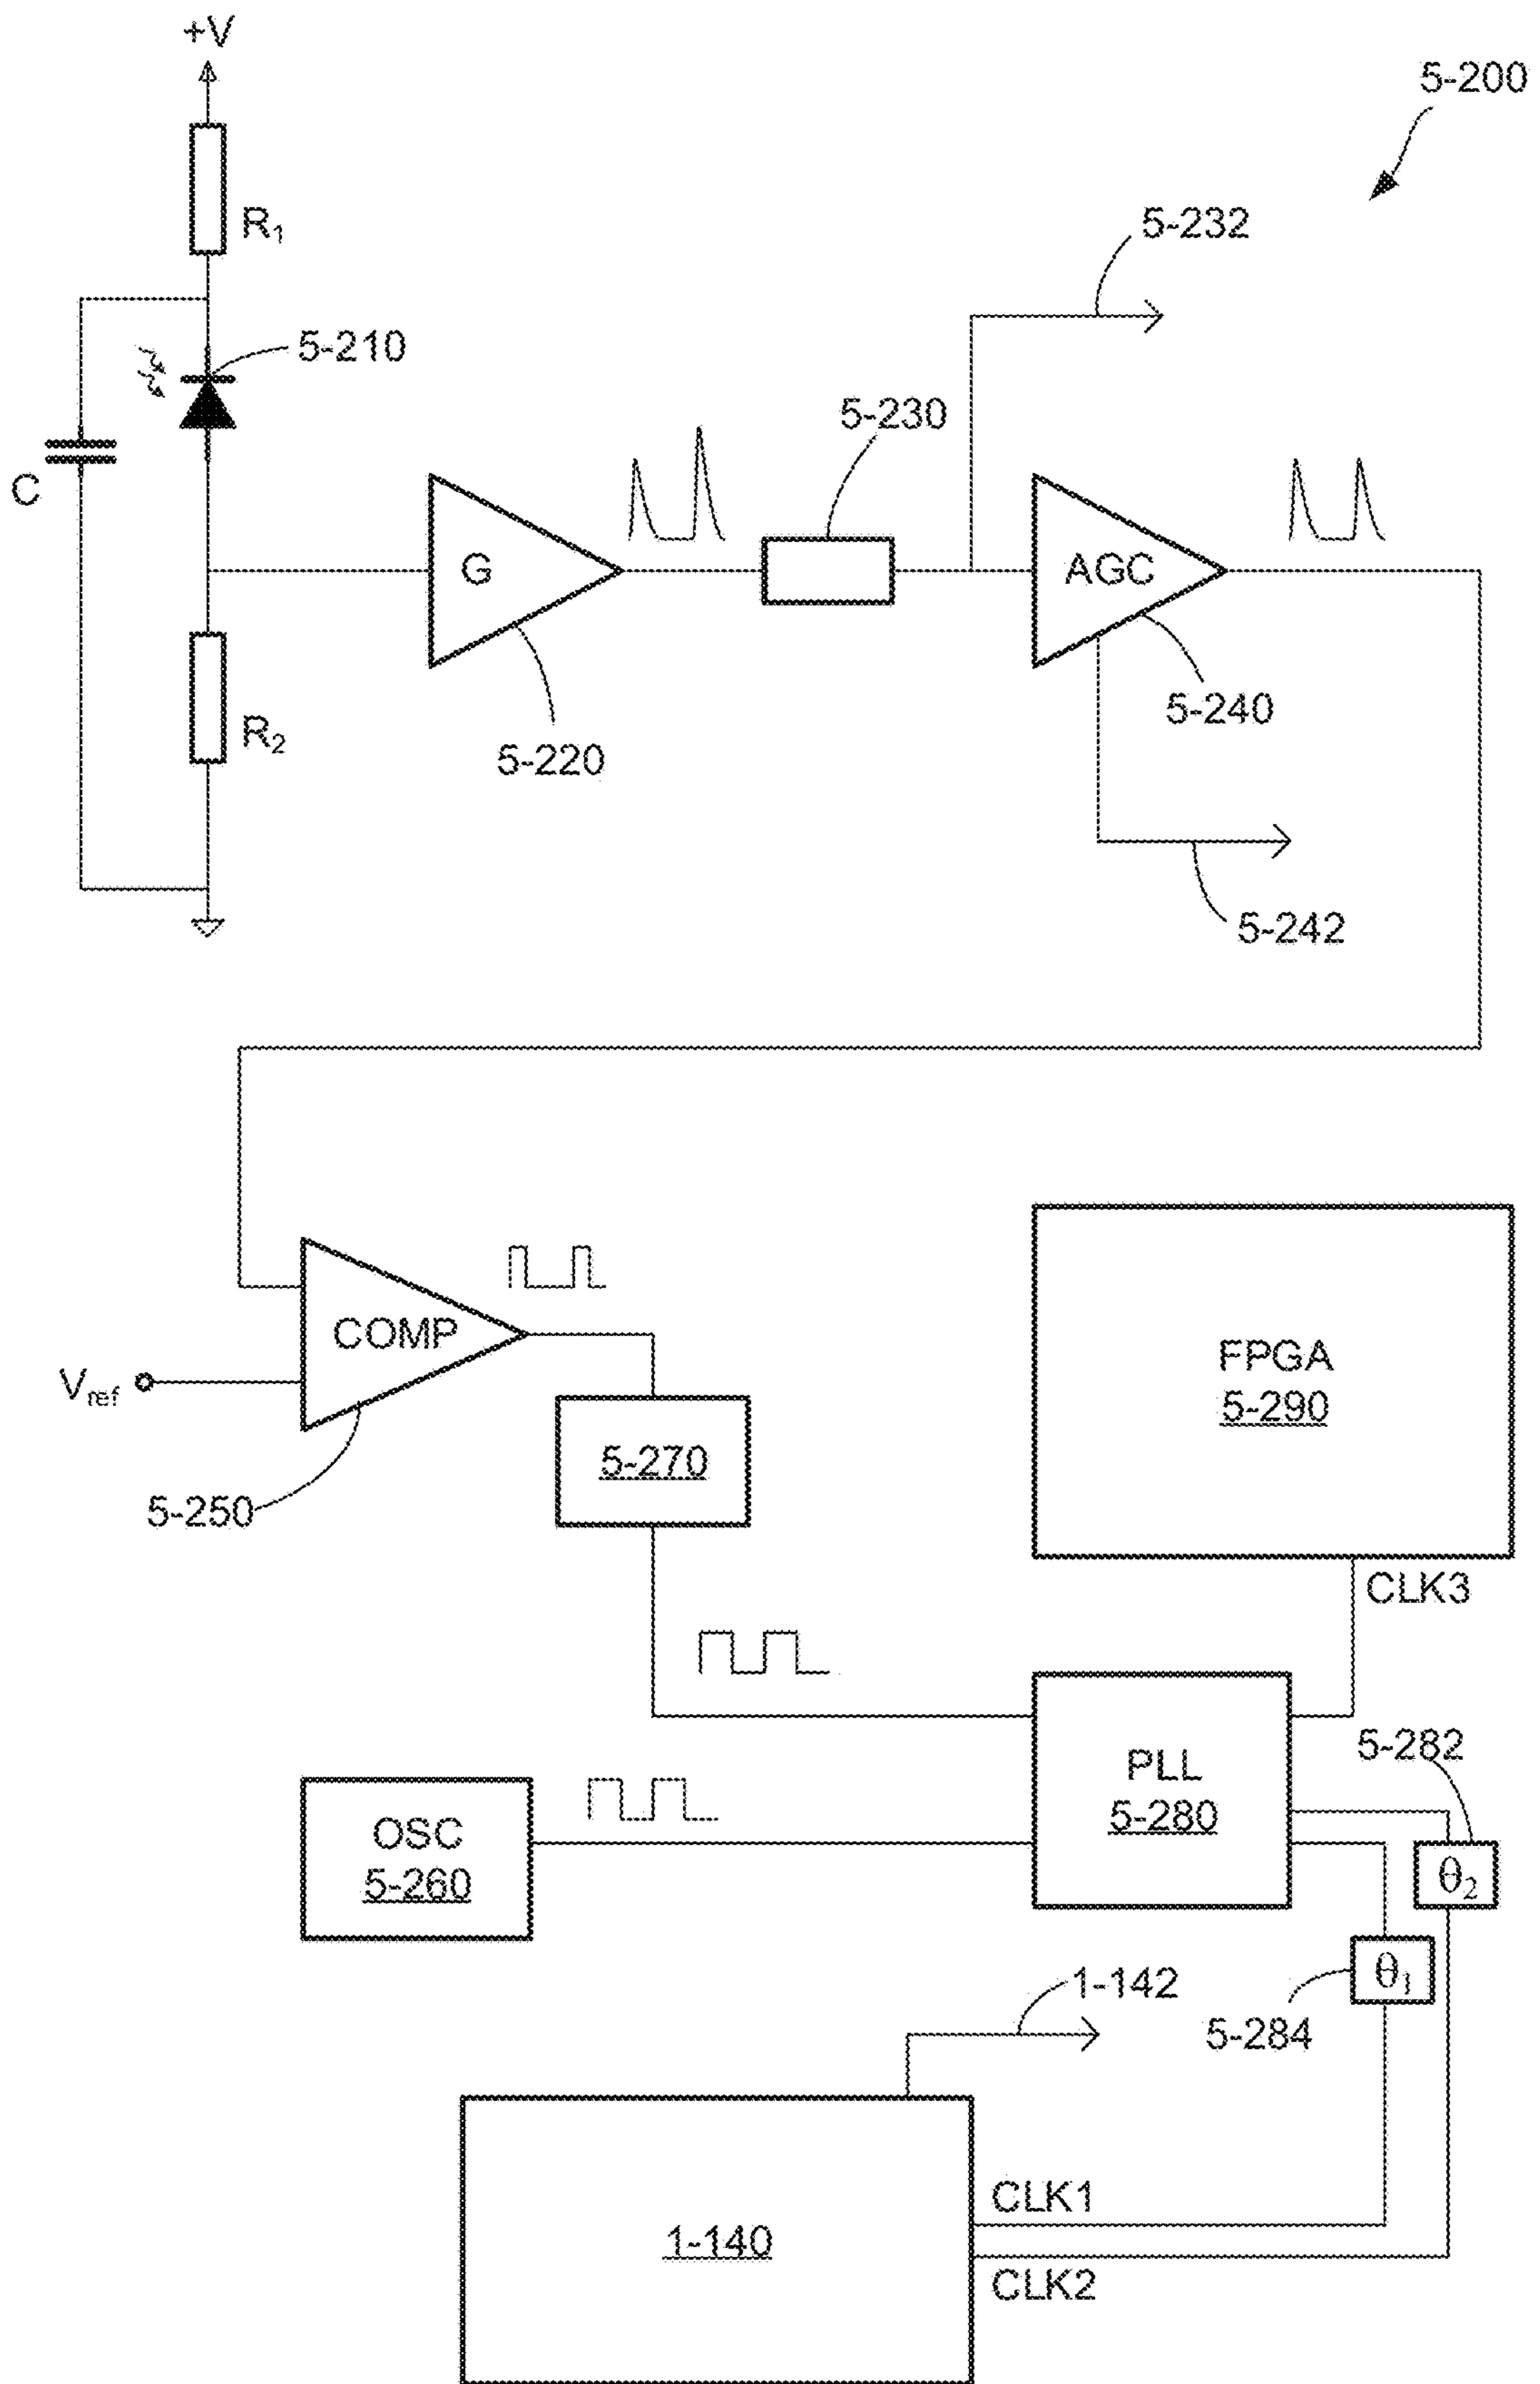 +V
5-200
R1
5-232
5-210
5-230
C
G
AGC
5-240
R2
5-220
5-242
COMP
FPGA
5-290
Vref
5-270
5-250
CLK3
5-282
PLL
5-280
OSC
5-260
θ2
θ1
1-142
5-284
CLK1
1-140
CLK2